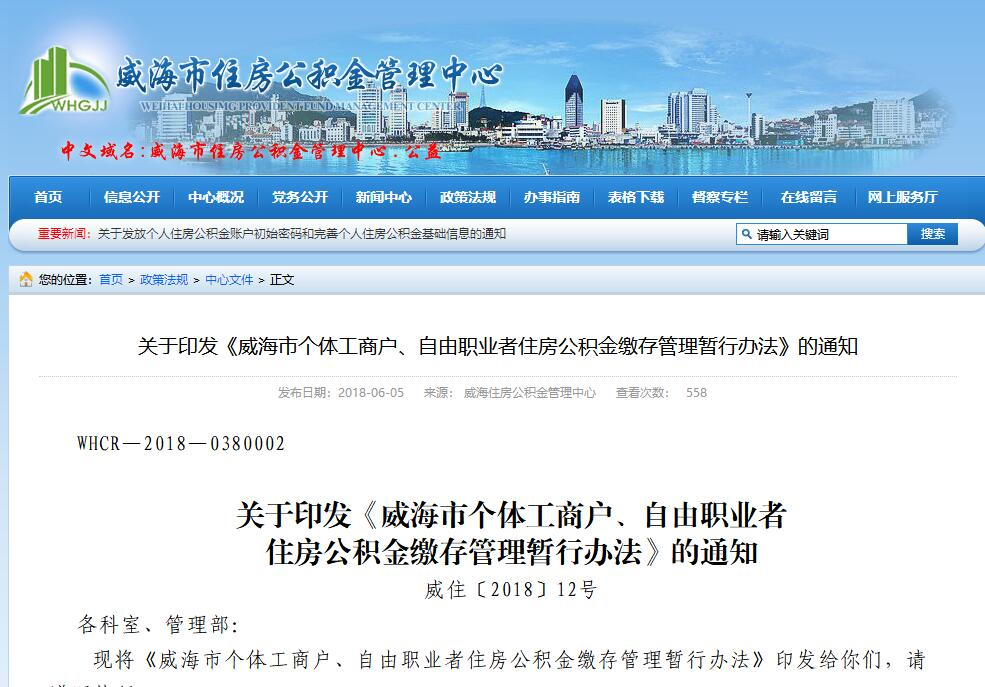 威海市住房公积金管理中心
WHGJJ
WEIHAI HOUSIMG PROVIDENT FUND MANAGEMENT CENTER
中文域名:威海市住房公积金管理中心.公益
首页 信息公开 中心概况 党务公开 新闻中心 政策法规 办事指南 表格下载 督察专栏 在线留言 网上服务厅
重要新闻: 关于发放个人住房公积金账户初始密码和完善个人住房公积金基础信息的通知 请输入关键词 搜索
您的位置: 首页 > 政策法规 > 中心文件 > 正文
关于印发《威海市个体工商户、自由职业者住房公积金缴存管理暂行办法》的通知
发布日期: 2018-06-05 来源: 威海住房公积金管理中心 查看次数: 558
WHCR—2018—0380002
关于印发《威海市个体工商户、自由职业者
住房公积金缴存管理暂行办法》的通知
威住〔2018〕12号
各科室、管理部:
现将《威海市个体工商户、自由职业者住房公积金缴存管理暂行办法》印发给你们，请